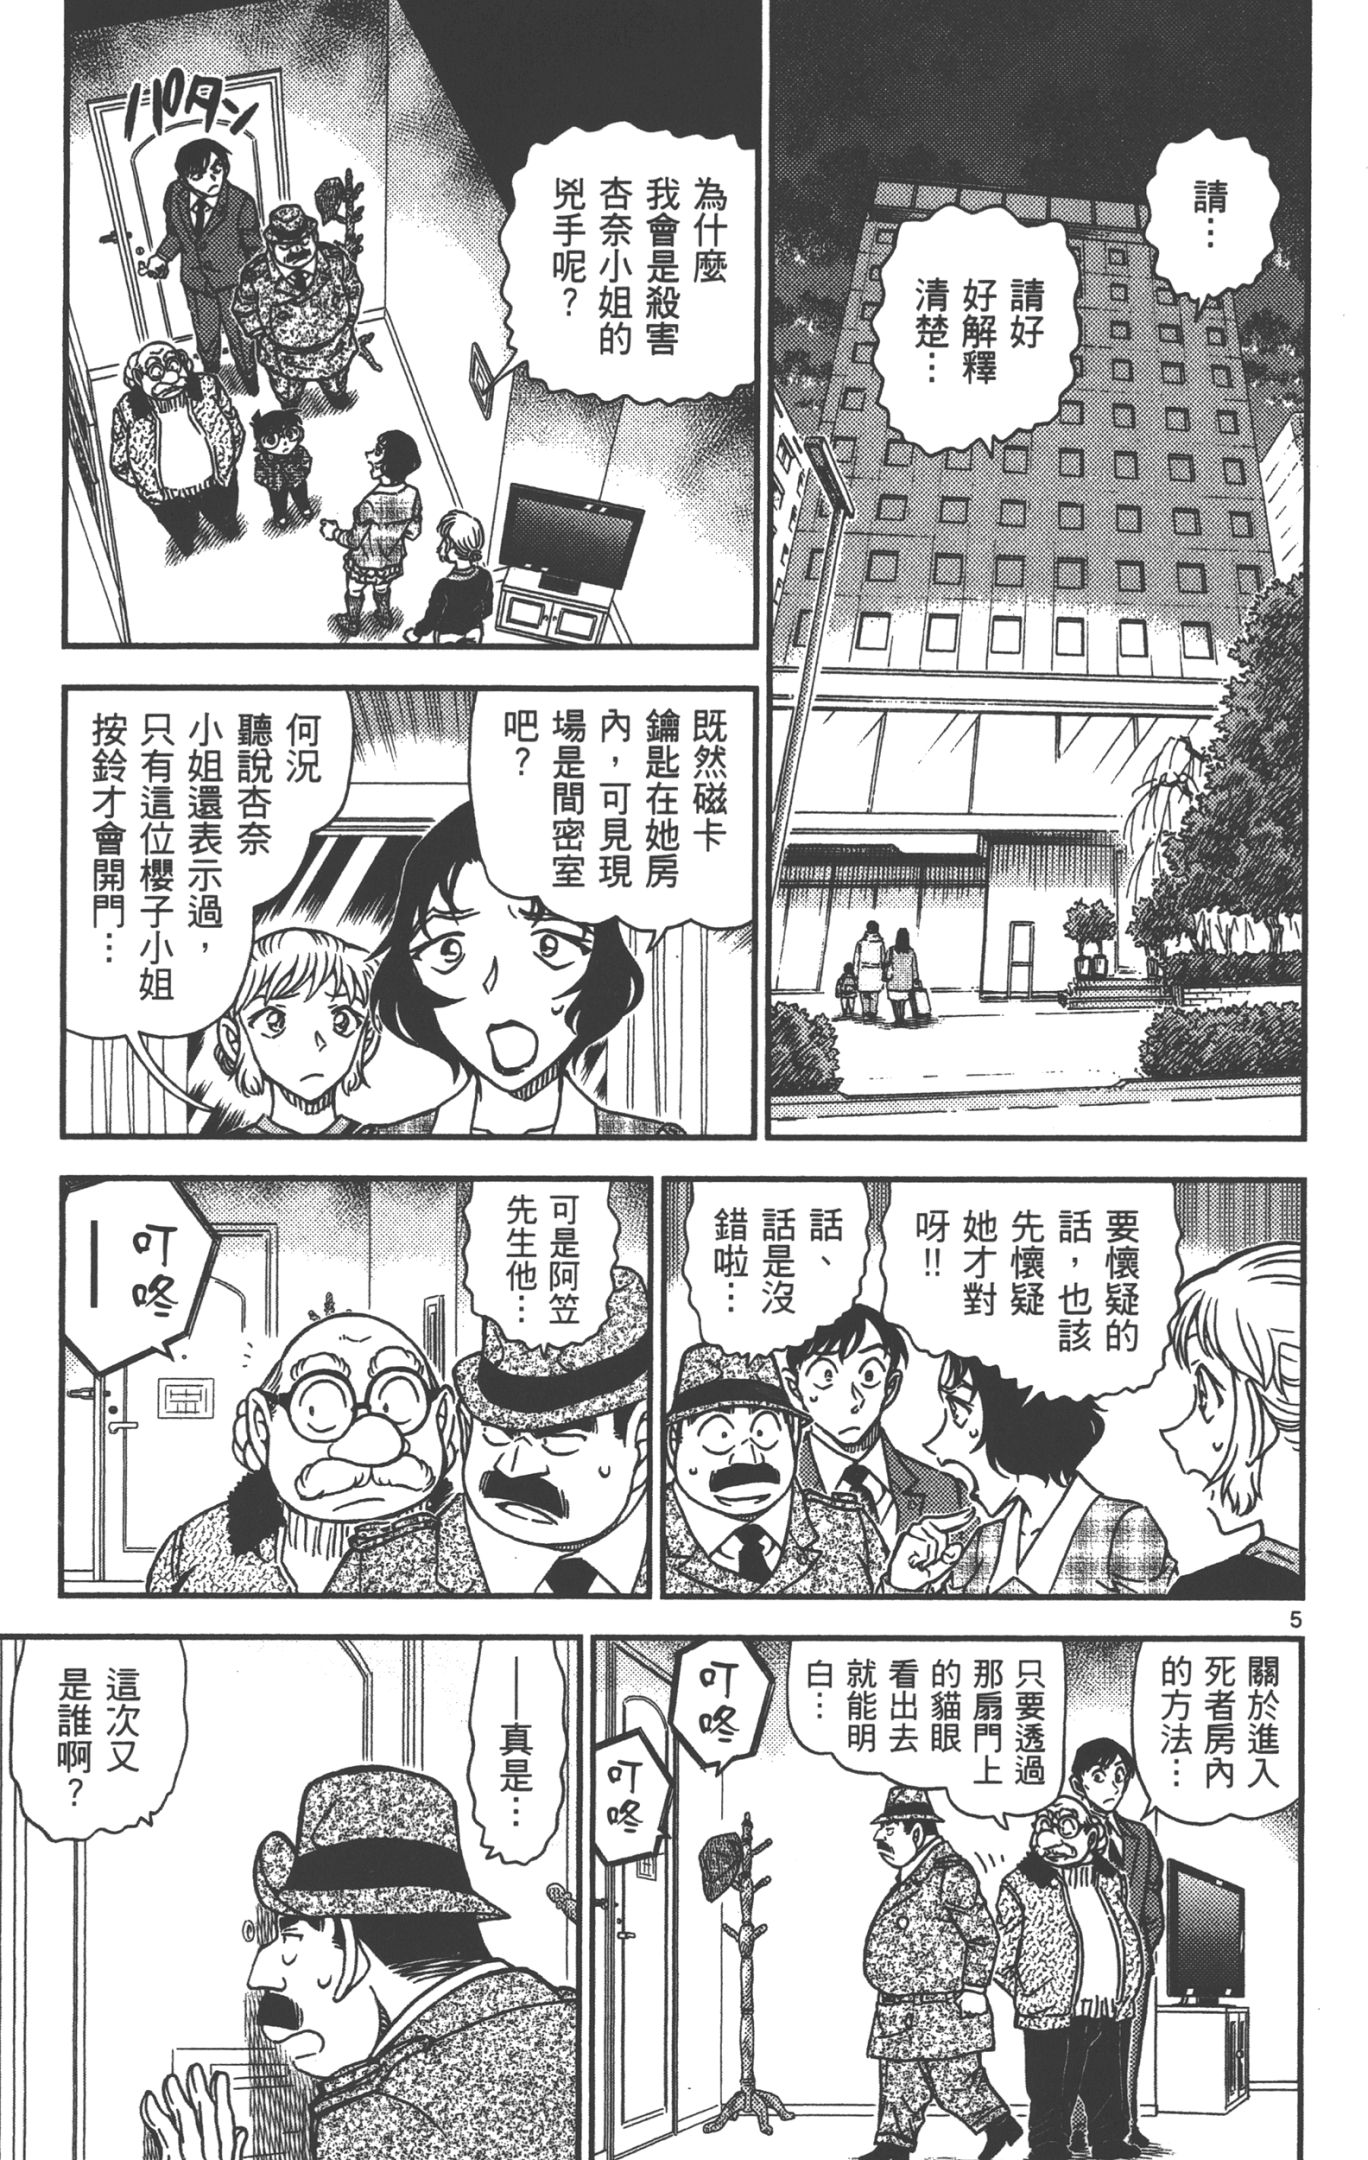 請…
請好
好解釋
清楚…
為什麼
我會是殺害
杏奈小姐的
兇手呢？
パタン
既然磁卡
鑰匙在她房
內，可見現
場是間密室
吧？
何況
聽說杏奈
小姐還表示過，
只有這位櫻子小姐
按鈴才會開門…
要懷疑的
話，也該
先懷疑
她才對
呀!!
話、
話是沒
錯啦…
可是阿笠
先生他…
叮咚
—
5
關於進入
死者房內
的方法…
只要透過
那扇門上
的貓眼
看出去
就能明
白…
叮咚
叮咚
——真是…
這次又
是誰啊？